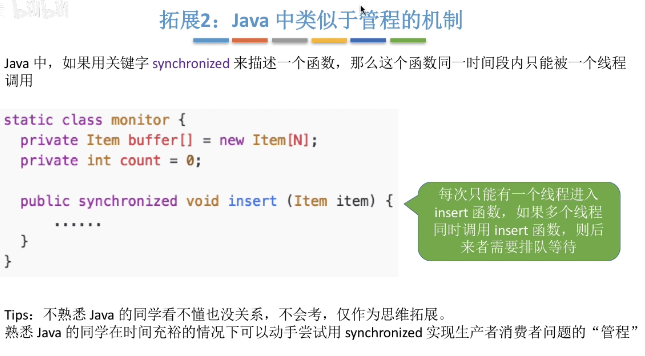 拓展2：Java 中类似于管程的机制
Java 中，如果用关键字 synchronized 来描述一个函数，那么这个函数同一时间段内只能被一个线程
调用
static class monitor {
private Item buffer[] = new Item[N];
private int count = 0;
public synchronized void insert (Item item) {
......
}
}
每次只能有一个线程进入
insert 函数，如果多个线程
同时调用 insert 函数，则后
来者需要排队等待
Tips：不熟悉 Java 的同学看不懂也没关系，不会考，仅作为思维拓展。
熟悉 Java 的同学在时间充裕的情况下可以动手尝试用 synchronized 实现生产者消费者问题的“管程”